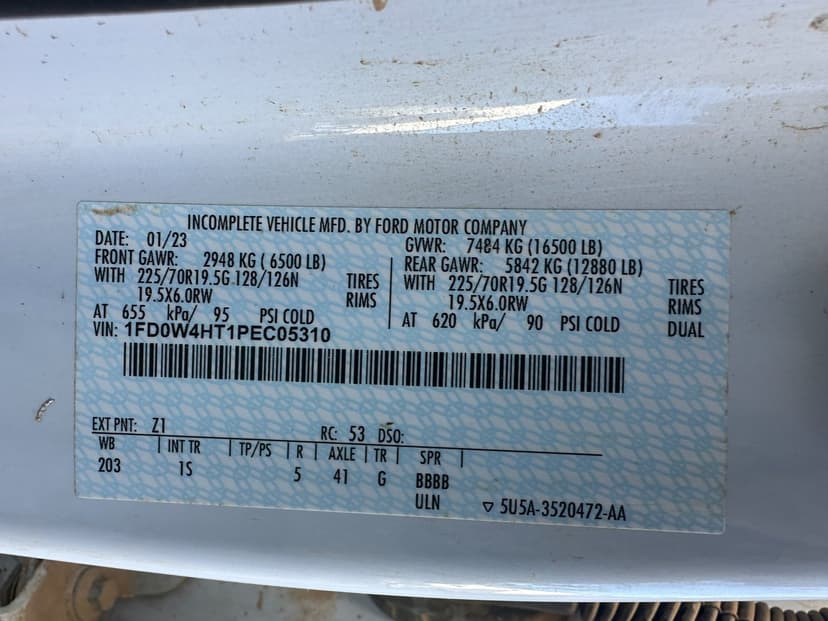 INCOMPLETE VEHICLE MFD. BY FORD MOTOR COMPANY
DATE: 01/23 GVWR: 7484 KG (16500 LB)
FRONT GAWR: 2948 KG ( 6500 LB) REAR GAWR: 5842 KG (12880 LB)
WITH 225/70R19.5G 128/126N TIRES WITH 225/70R19.5G 128/126N TIRES
19.5X6.0RW RIMS 19.5X6.0RW RIMS
AT 655 kPa/ 95 PSI COLD AT 620 kPa/ 90 PSI COLD DUAL
VIN: 1FD0W4HT1PEC05310
EXT PNT: Z1 RC: 53 DSO:
WB INT TR TP/PS R AXLE TR SPR
203 1S 5 41 G BBBB
ULN 5U5A-3520472-AA